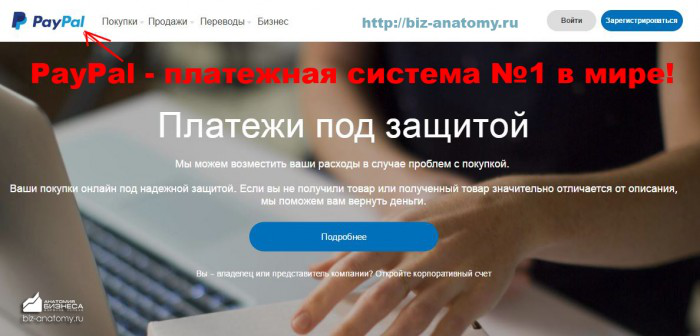 PayPal Покупки Продажи Переводы Бизнес http://biz-anatomy.ru Войти Зарегистрироваться
PayPal - платежная система №1 в мире!
Платежи под защитой
Мы можем возместить ваши расходы в случае проблем с покупкой.
Ваши покупки онлайн под надежной защитой. Если вы не получили товар или полученный товар значительно отличается от описания,
мы поможем вам вернуть деньги.
Подробнее
Вы – владелец или представитель компании? Откройте корпоративный счет
АНАТОМИЯ
БИЗНЕСА
biz-anatomy.ru